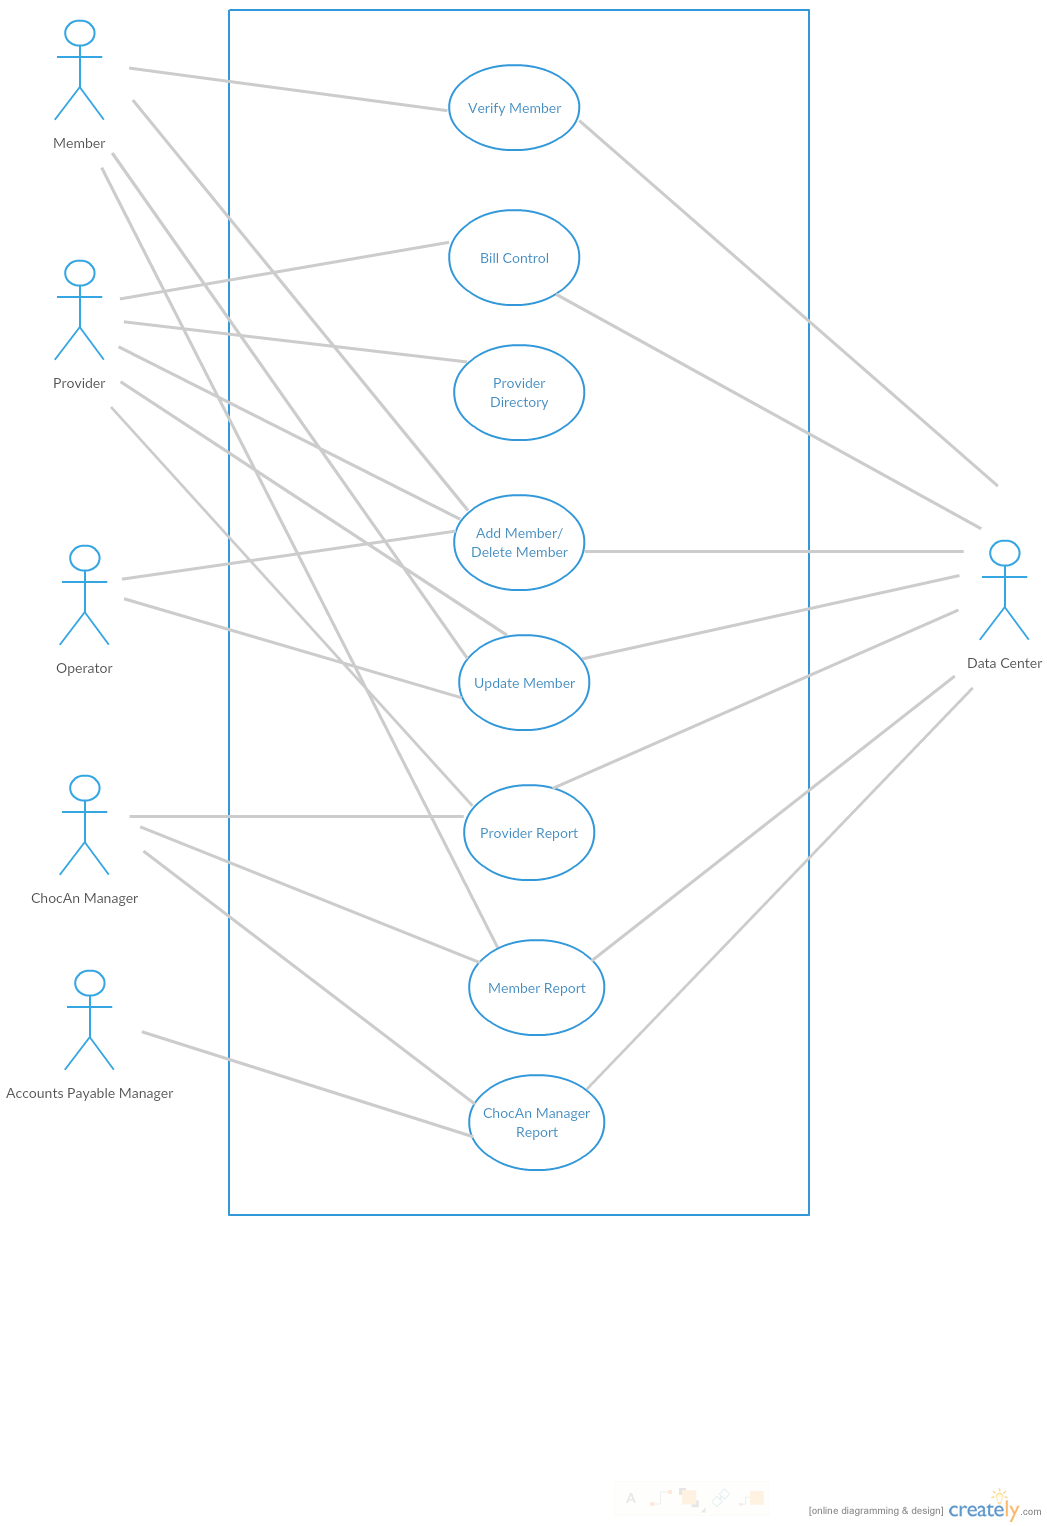 Member
Verify Member
Bill Control
Provider
Provider
Directory
Add Member/
Delete Member
Operator
Data Center
Update Member
Provider Report
ChocAn Manager
Member Report
Accounts Payable Manager
ChocAn Manager
Report
A
[online diagramming & design] creately.com